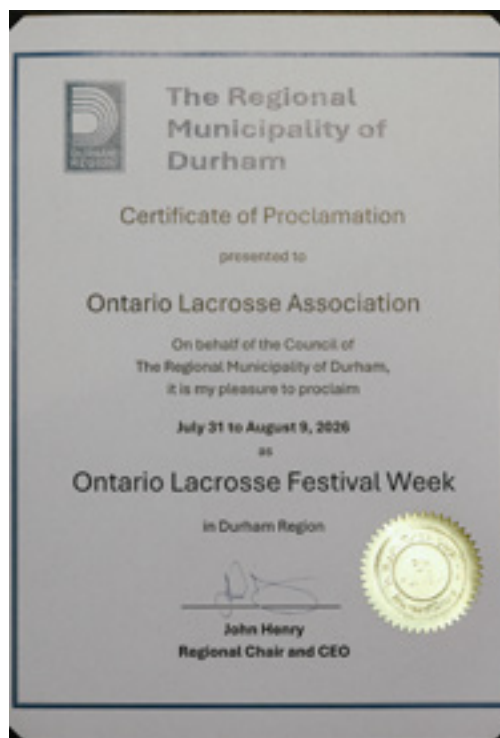 The Regional
Municipality of
Durham
DURHAM
REGION
Certificate of Proclamation
presented to
Ontario Lacrosse Association
On behalf of the Council of
The Regional Municipality of Durham,
it is my pleasure to proclaim
July 31 to August 9, 2026
as
Ontario Lacrosse Festival Week
in Durham Region
John Henry
Regional Chair and CEO